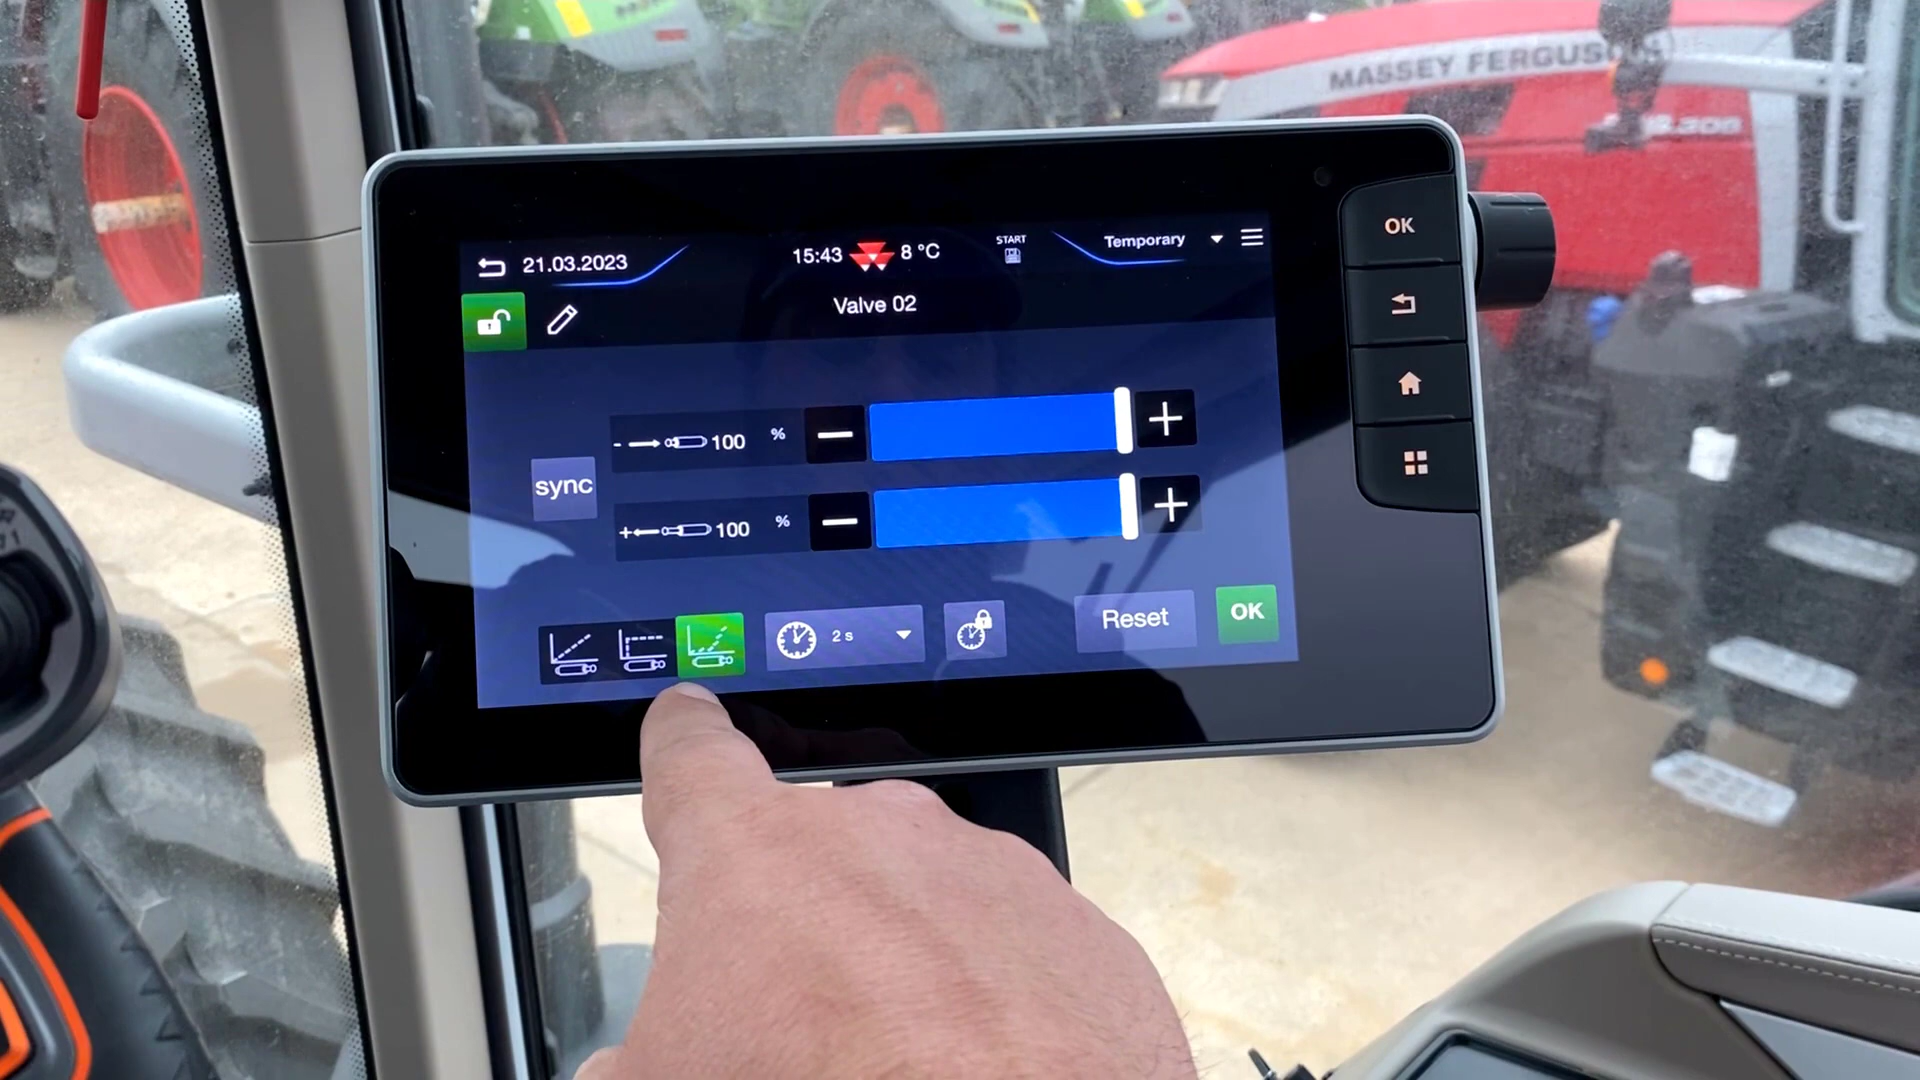 MASSEY FERGUSON
OK
21.03.2023
15:43
8 °C
START
Temporary
Valve 02
- 100 %
sync
+ 100 %
2 s
Reset
OK